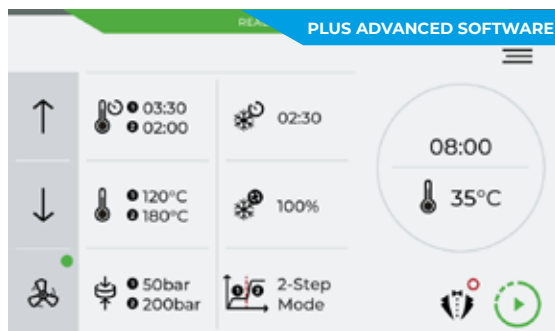 PLUS ADVANCED SOFTWARE
❶ 03:30
❷ 02:00
02:30
08:00
❶ 120°C
❷ 180°C
100%
35°C
❶ 50bar
❷ 200bar
2-Step
Mode